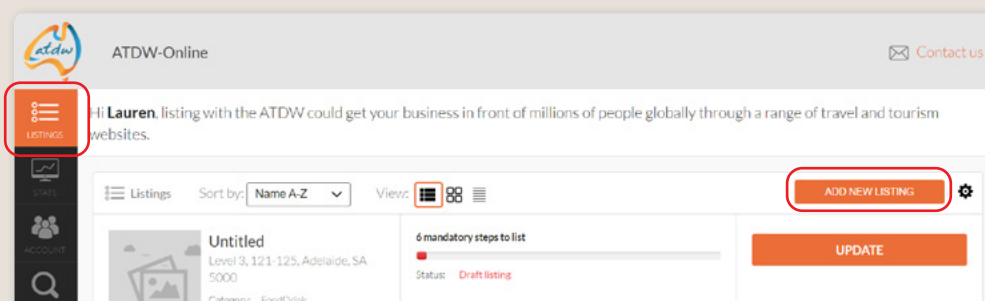 atdw
ATDW-Online
Contact us
Hi Lauren, listing with the ATDW could get your business in front of millions of people globally through a range of travel and tourism
websites.
LISTINGS
STATS
ACCOUNT
Listings Sort by: Name A-Z View: ADD NEW LISTING
Untitled
Level 3, 121-125, Adelaide, SA
5000
Category: FoodDrink
6 mandatory steps to list
Status: Draft listing
UPDATE